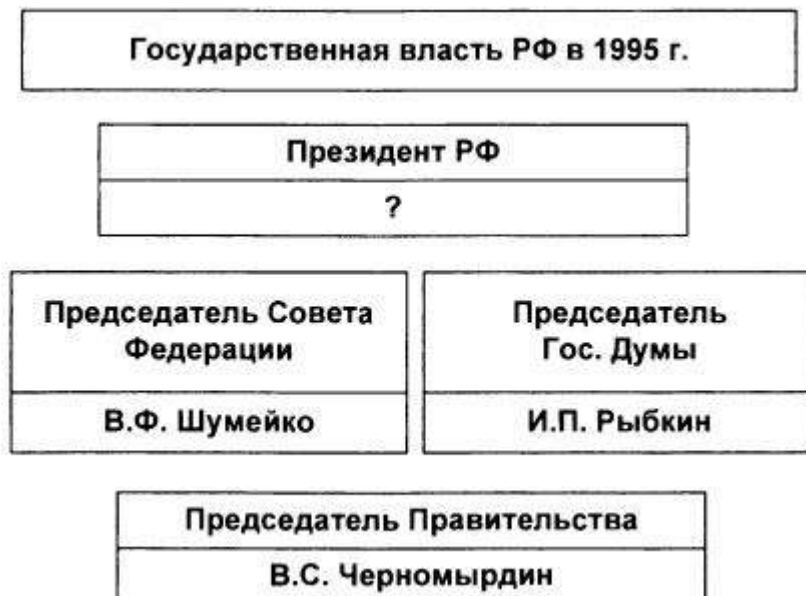 Государственная власть РФ в 1995 г.
Президент РФ
?
Председатель Совета
Федерации
В.Ф. Шумейко
Председатель
Гос. Думы
И.П. Рыбкин
Председатель Правительства
В.С. Черномырдин